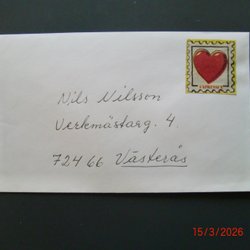 Nils Nilsson
Verkmästarg. 4.
724 66 Västerås
15/3/2026